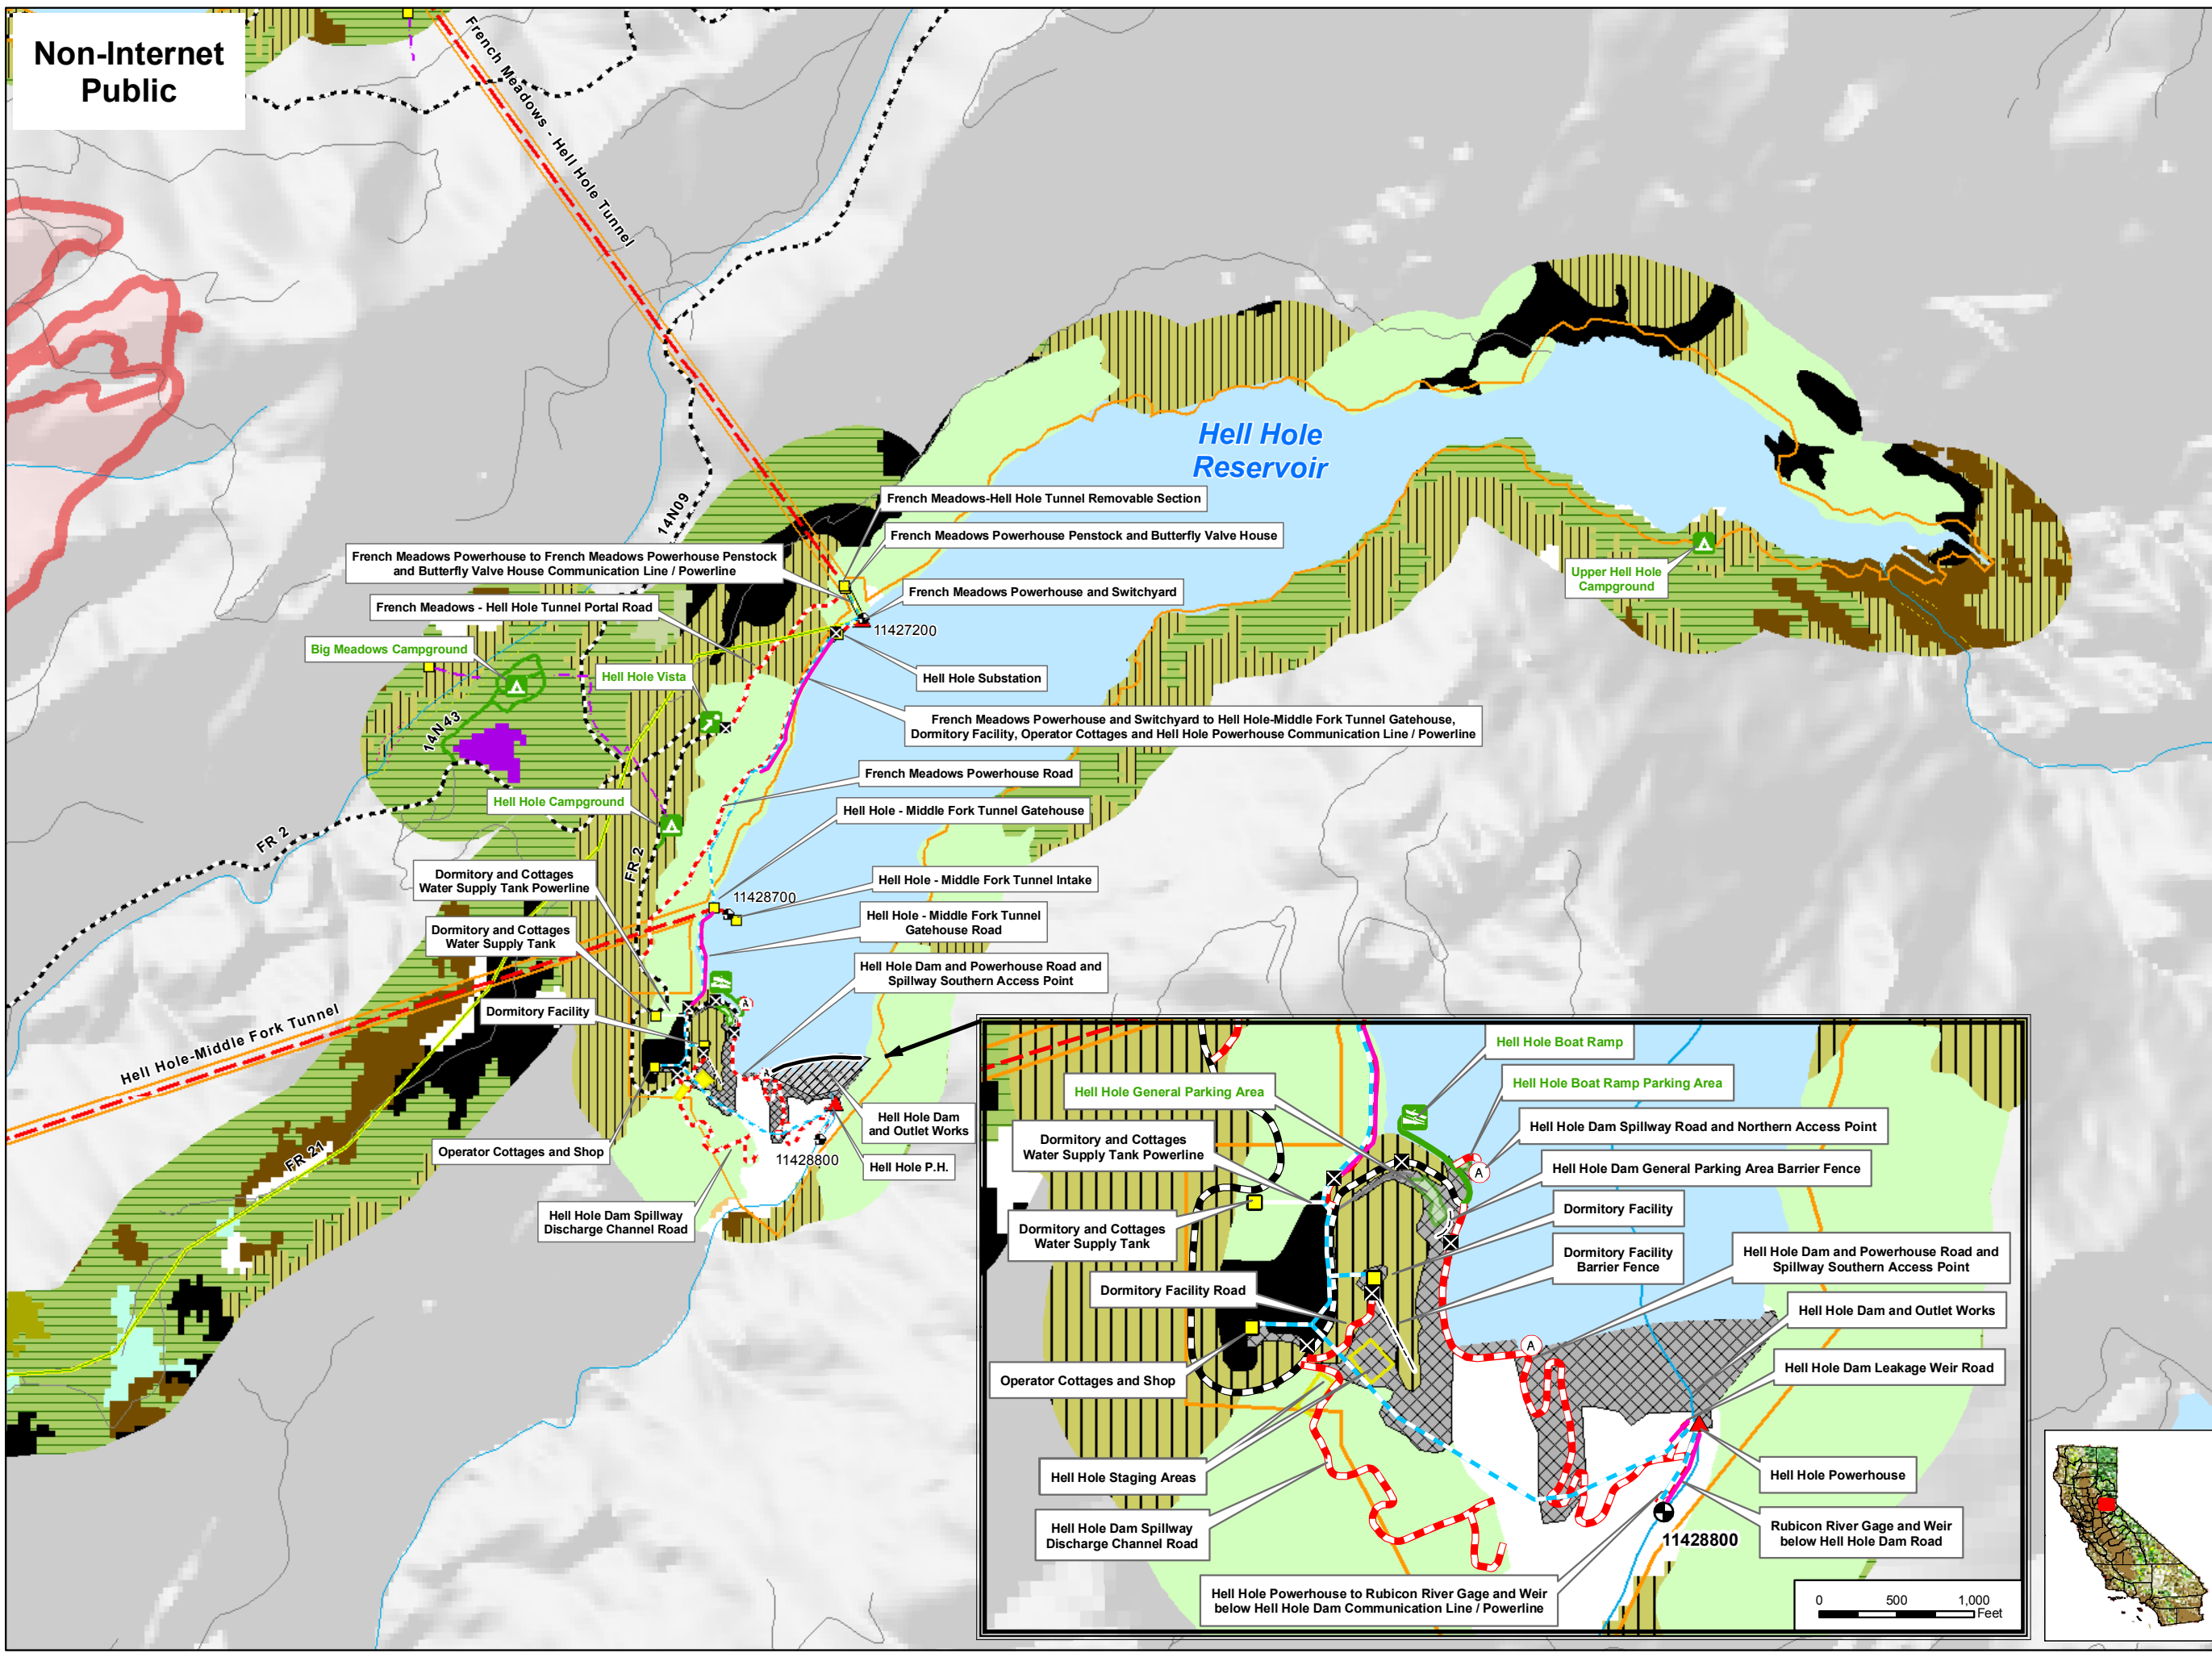 Non-Internet
Public
French Meadows - Hell Hole Tunnel
14N09
Hell Hole
Reservoir
French Meadows-Hell Hole Tunnel Removable Section
French Meadows Powerhouse Penstock and Butterfly Valve House
French Meadows Powerhouse to French Meadows Powerhouse Penstock
and Butterfly Valve House Communication Line / Powerline
French Meadows Powerhouse and Switchyard
French Meadows - Hell Hole Tunnel Portal Road
11427200
Upper Hell Hole
Campground
Big Meadows Campground
Hell Hole Vista
Hell Hole Substation
14N43
French Meadows Powerhouse and Switchyard to Hell Hole-Middle Fork Tunnel Gatehouse,
Dormitory Facility, Operator Cottages and Hell Hole Powerhouse Communication Line / Powerline
French Meadows Powerhouse Road
Hell Hole Campground
Hell Hole - Middle Fork Tunnel Gatehouse
FR 2
FR 2
Dormitory and Cottages
Water Supply Tank Powerline
Hell Hole - Middle Fork Tunnel Intake
11428700
Hell Hole - Middle Fork Tunnel
Gatehouse Road
Dormitory and Cottages
Water Supply Tank
Hell Hole Dam and Powerhouse Road and
Spillway Southern Access Point
Dormitory Facility
A
A
Hell Hole-Middle Fork Tunnel
Hell Hole Dam
and Outlet Works
Operator Cottages and Shop
11428800
Hell Hole P.H.
FR 21
Hell Hole Dam Spillway
Discharge Channel Road
Hell Hole Boat Ramp
Hell Hole General Parking Area
Hell Hole Boat Ramp Parking Area
Hell Hole Dam Spillway Road and Northern Access Point
Dormitory and Cottages
Water Supply Tank Powerline
A
Hell Hole Dam General Parking Area Barrier Fence
Dormitory Facility
Dormitory and Cottages
Water Supply Tank
Dormitory Facility
Barrier Fence
Hell Hole Dam and Powerhouse Road and
Spillway Southern Access Point
Dormitory Facility Road
Hell Hole Dam and Outlet Works
A
Operator Cottages and Shop
Hell Hole Dam Leakage Weir Road
Hell Hole Staging Areas
Hell Hole Powerhouse
Hell Hole Dam Spillway
Discharge Channel Road
11428800
Rubicon River Gage and Weir
below Hell Hole Dam Road
Hell Hole Powerhouse to Rubicon River Gage and Weir
below Hell Hole Dam Communication Line / Powerline
0 500 1,000
Feet